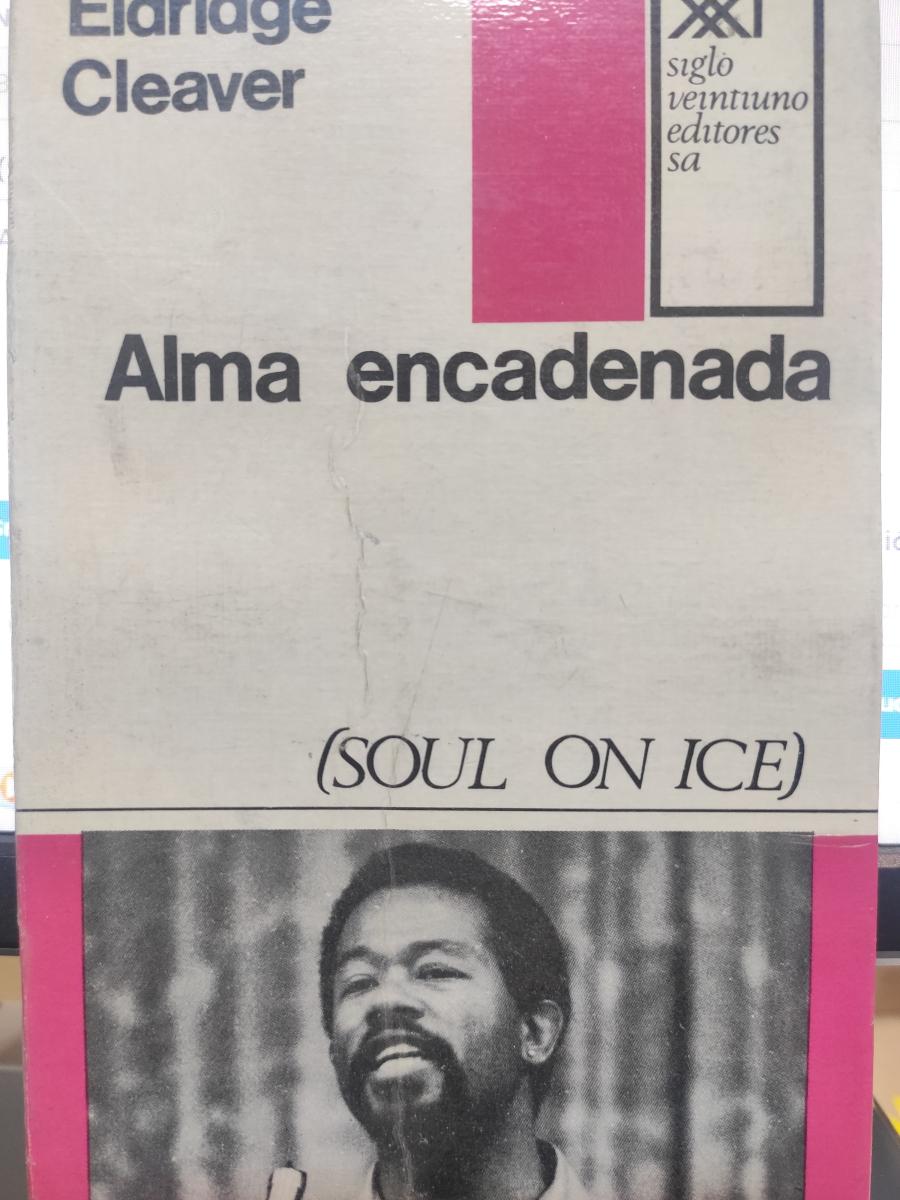 Eldridge
Cleaver
XXI
siglo
veintiuno
editores
sa
Alma encadenada
(SOUL ON ICE)